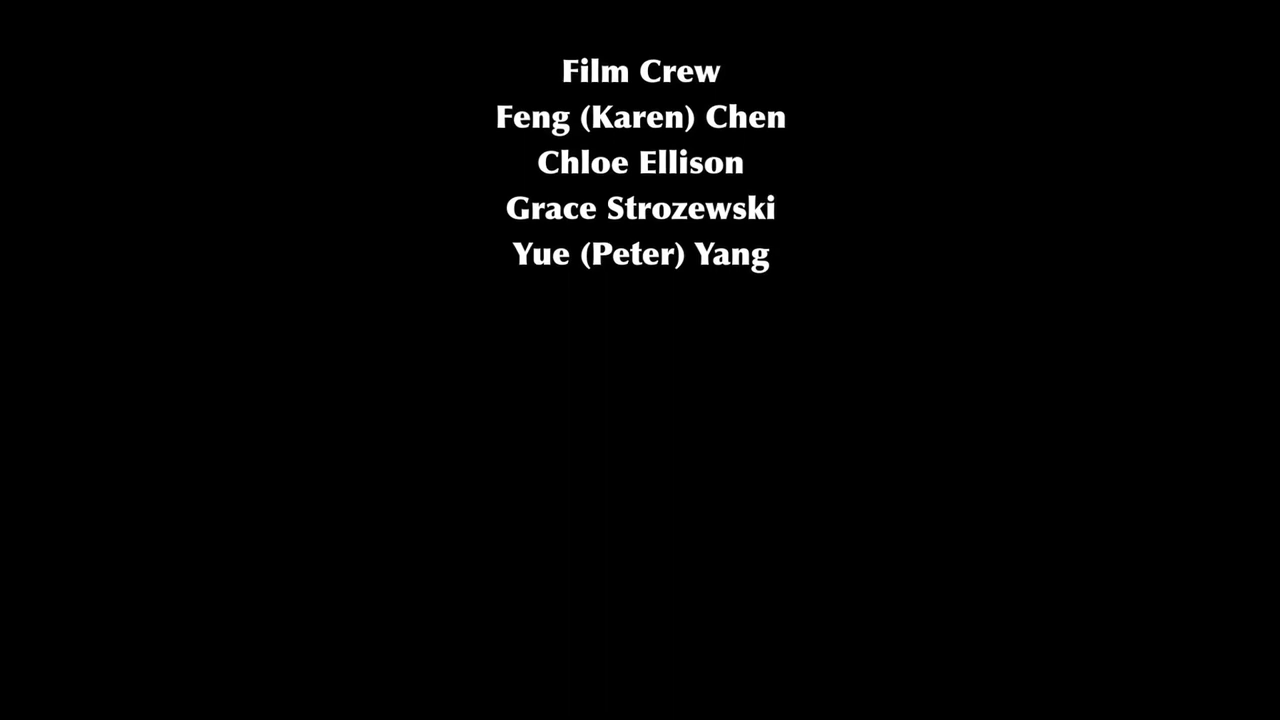 Film Crew
Feng (Karen) Chen
Chloe Ellison
Grace Strozewski
Yue (Peter) Yang